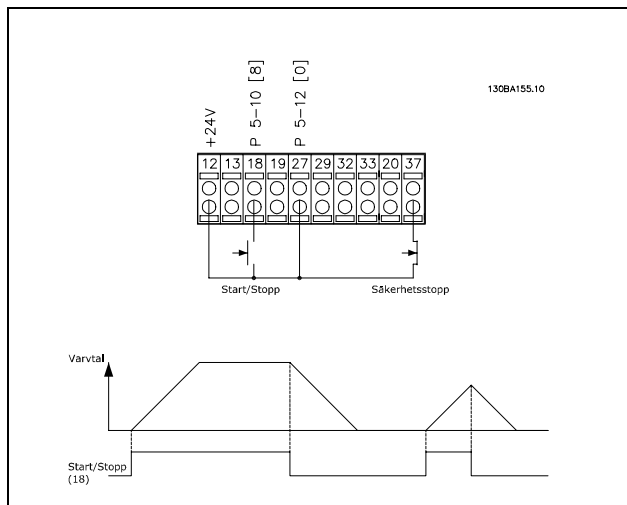 130BA155.10
+24V
P 5-10 [8]
P 5-12 [0]
12 13 18 19 27 29 32 33 20 37
Start/Stopp
Säkerhetsstopp
Varvtal
Start/Stopp
(18)